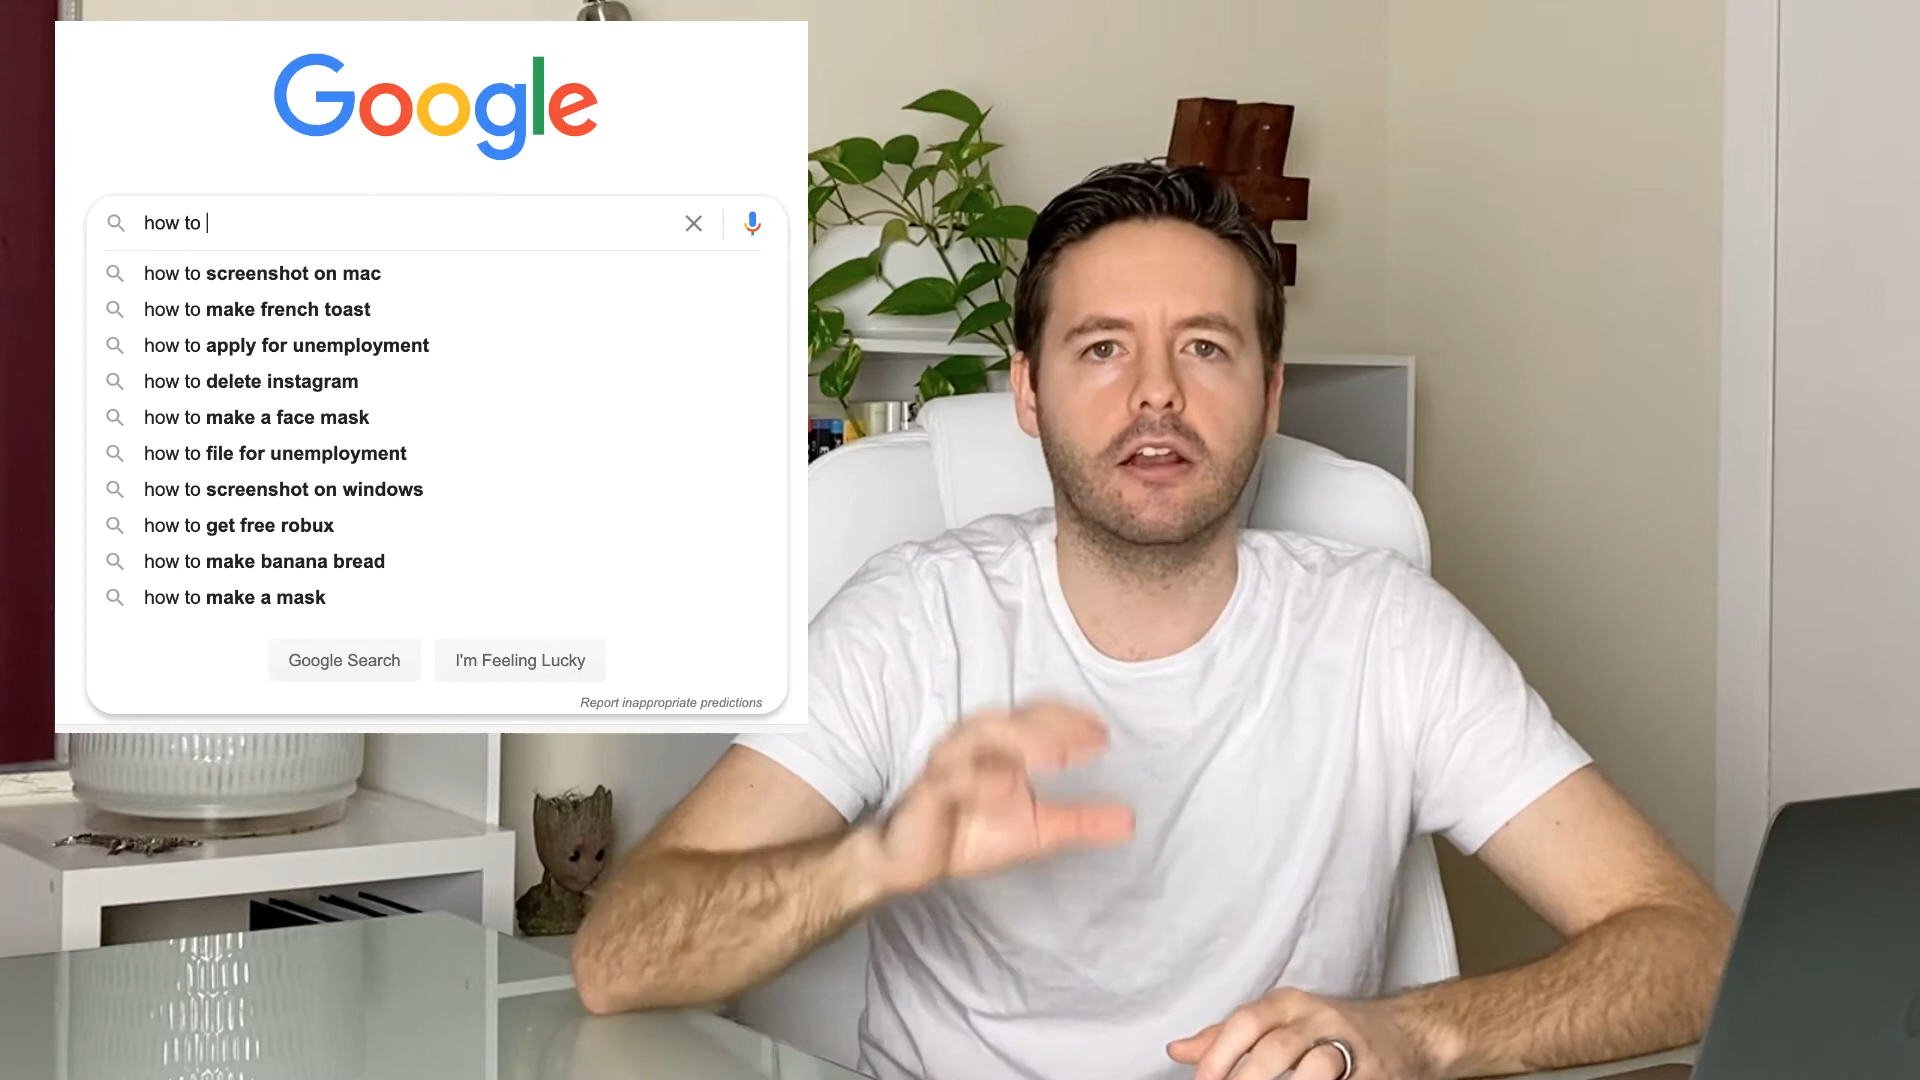 Google
how to
how to screenshot on mac
how to make french toast
how to apply for unemployment
how to delete instagram
how to make a face mask
how to file for unemployment
how to screenshot on windows
how to get free robux
how to make banana bread
how to make a mask
Google Search
I'm Feeling Lucky
Report inappropriate predictions